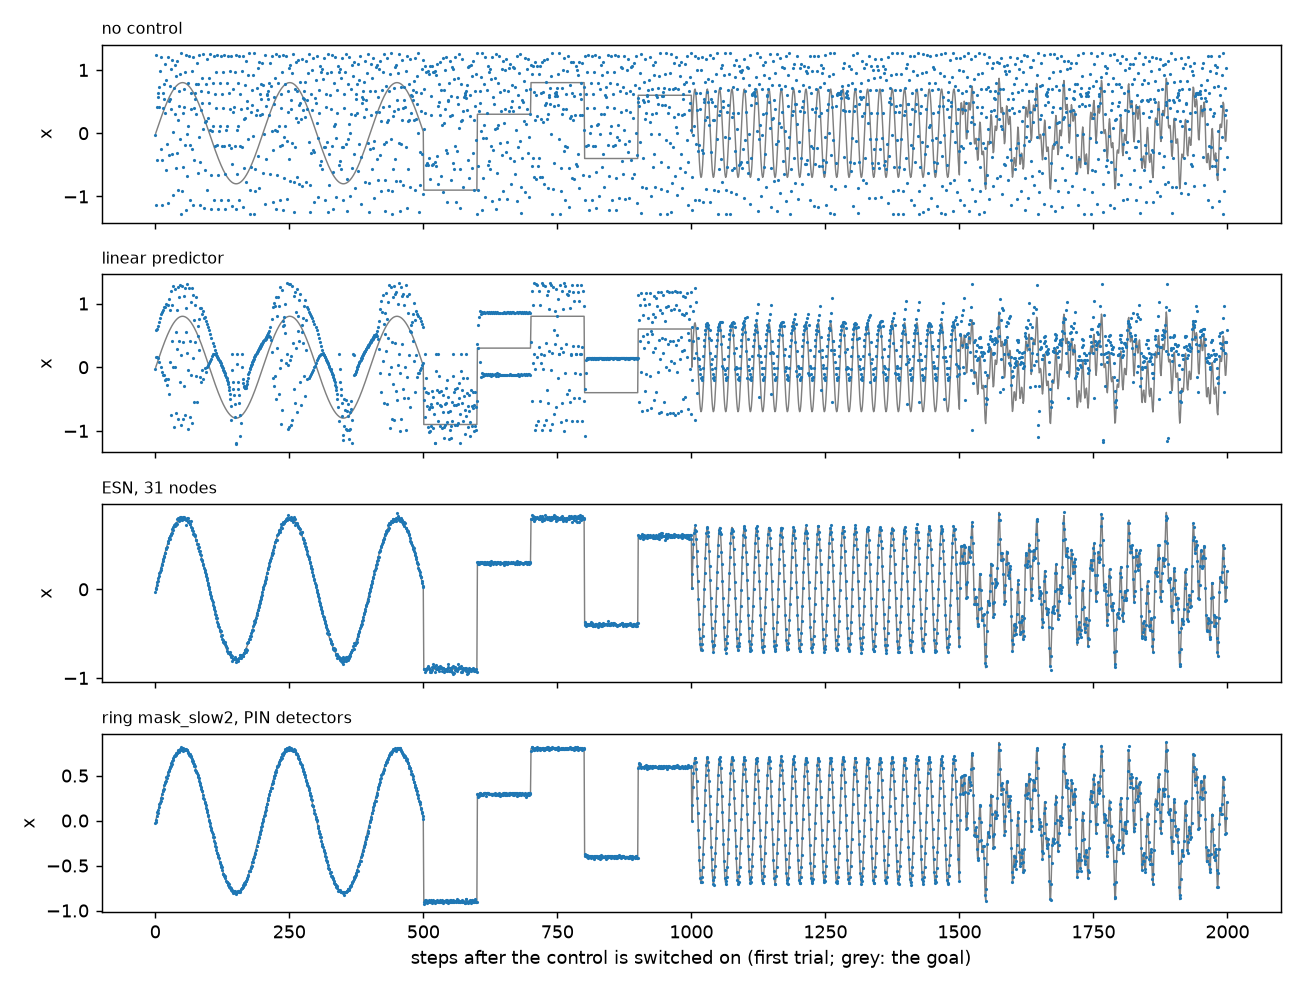 no control
1
0
−1
x
linear predictor
1
0
−1
x
ESN, 31 nodes
0
−1
x
ring mask_slow2, PIN detectors
0.5
0.0
−0.5
−1.0
x
0 250 500 750 1000 1250 1500 1750 2000
steps after the control is switched on (first trial; grey: the goal)